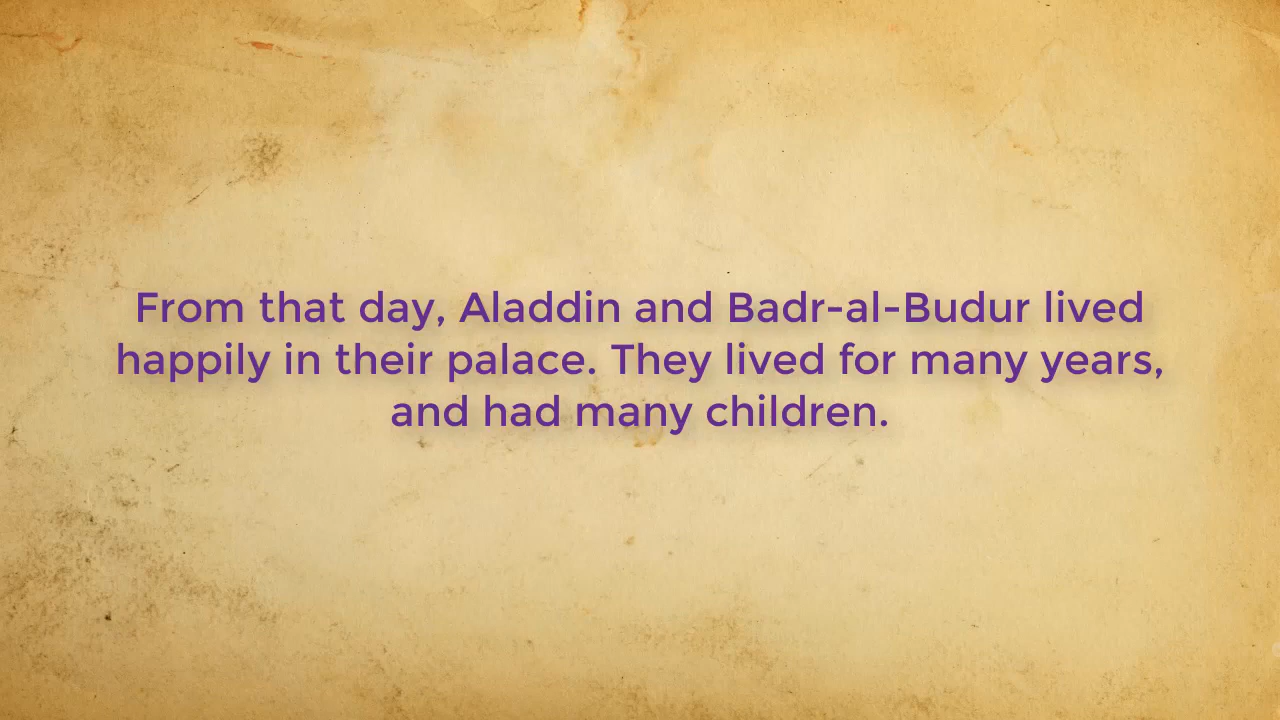 From that day, Aladdin and Badr-al-Budur lived
happily in their palace. They lived for many years,
and had many children.